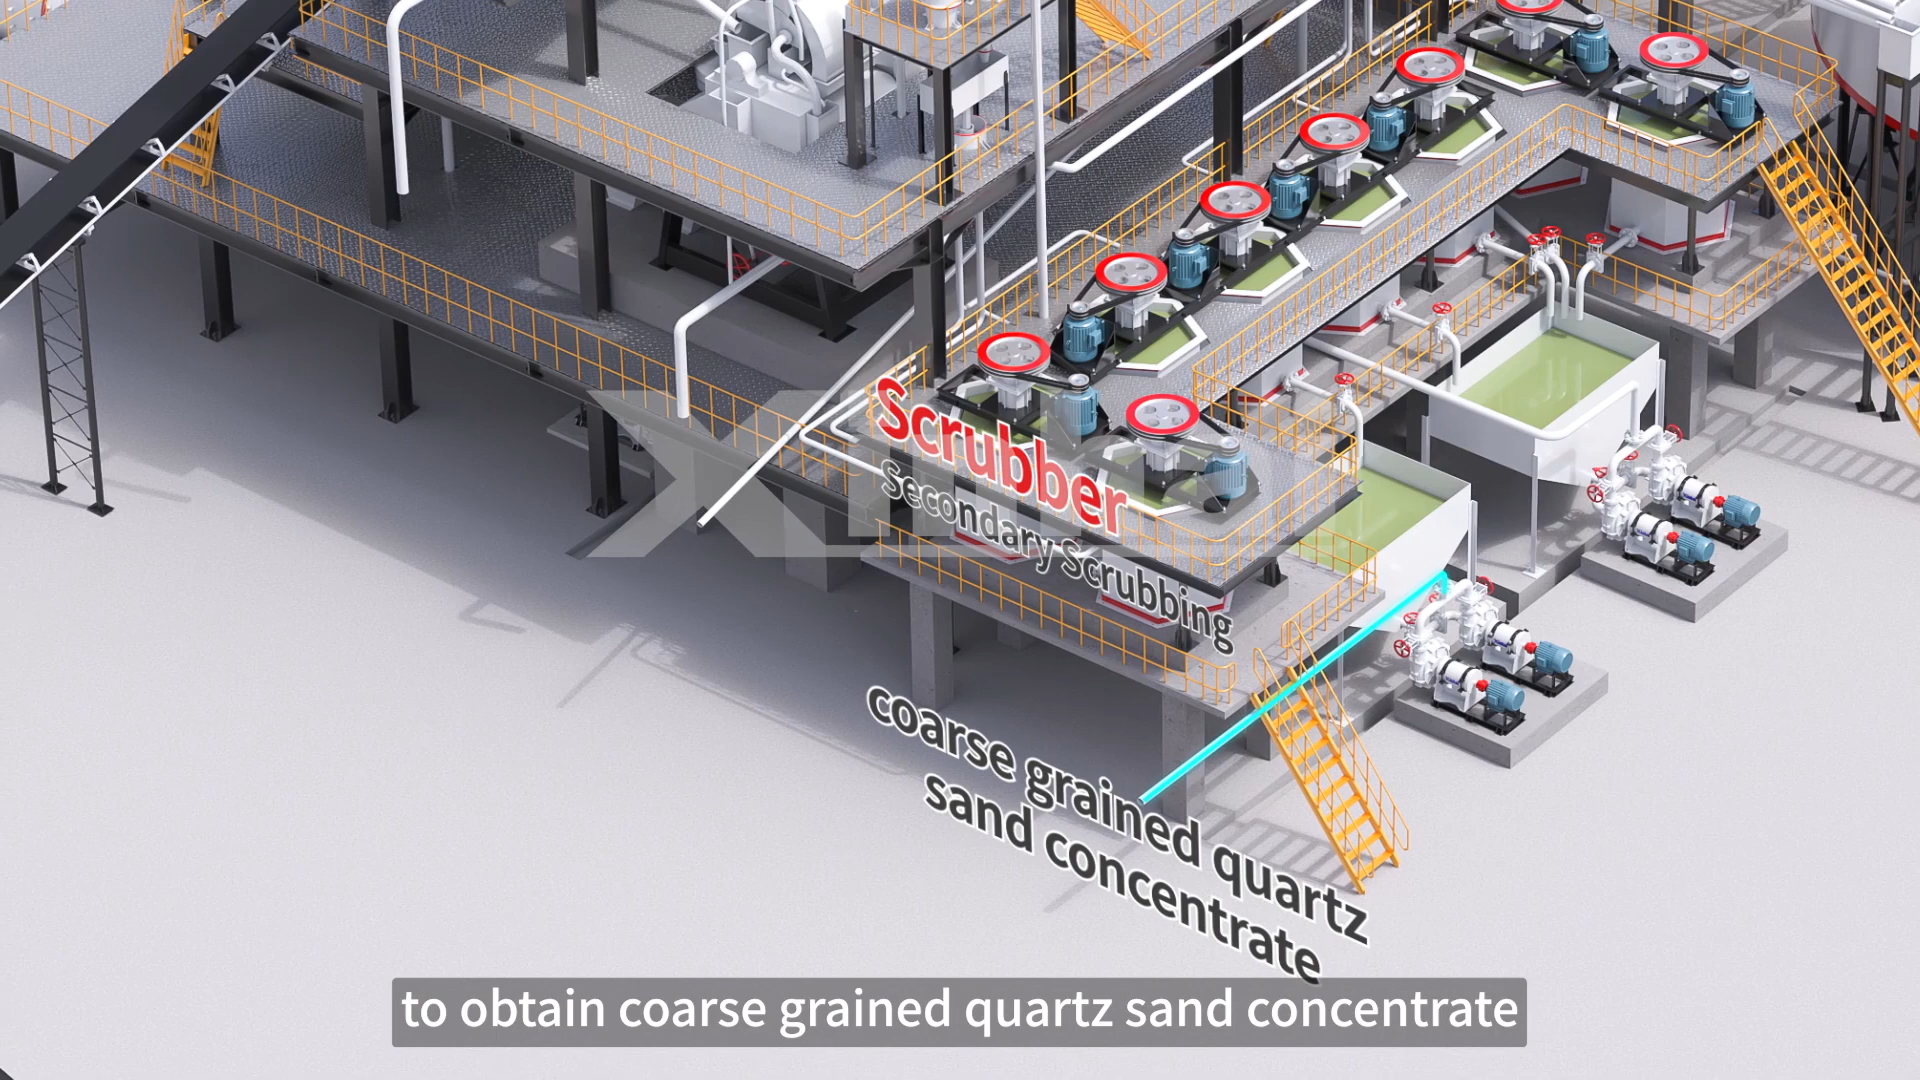 Scrubber
Secondary Scrubbing
coarse grained quartz
sand concentrate
to obtain coarse grained quartz sand concentrate